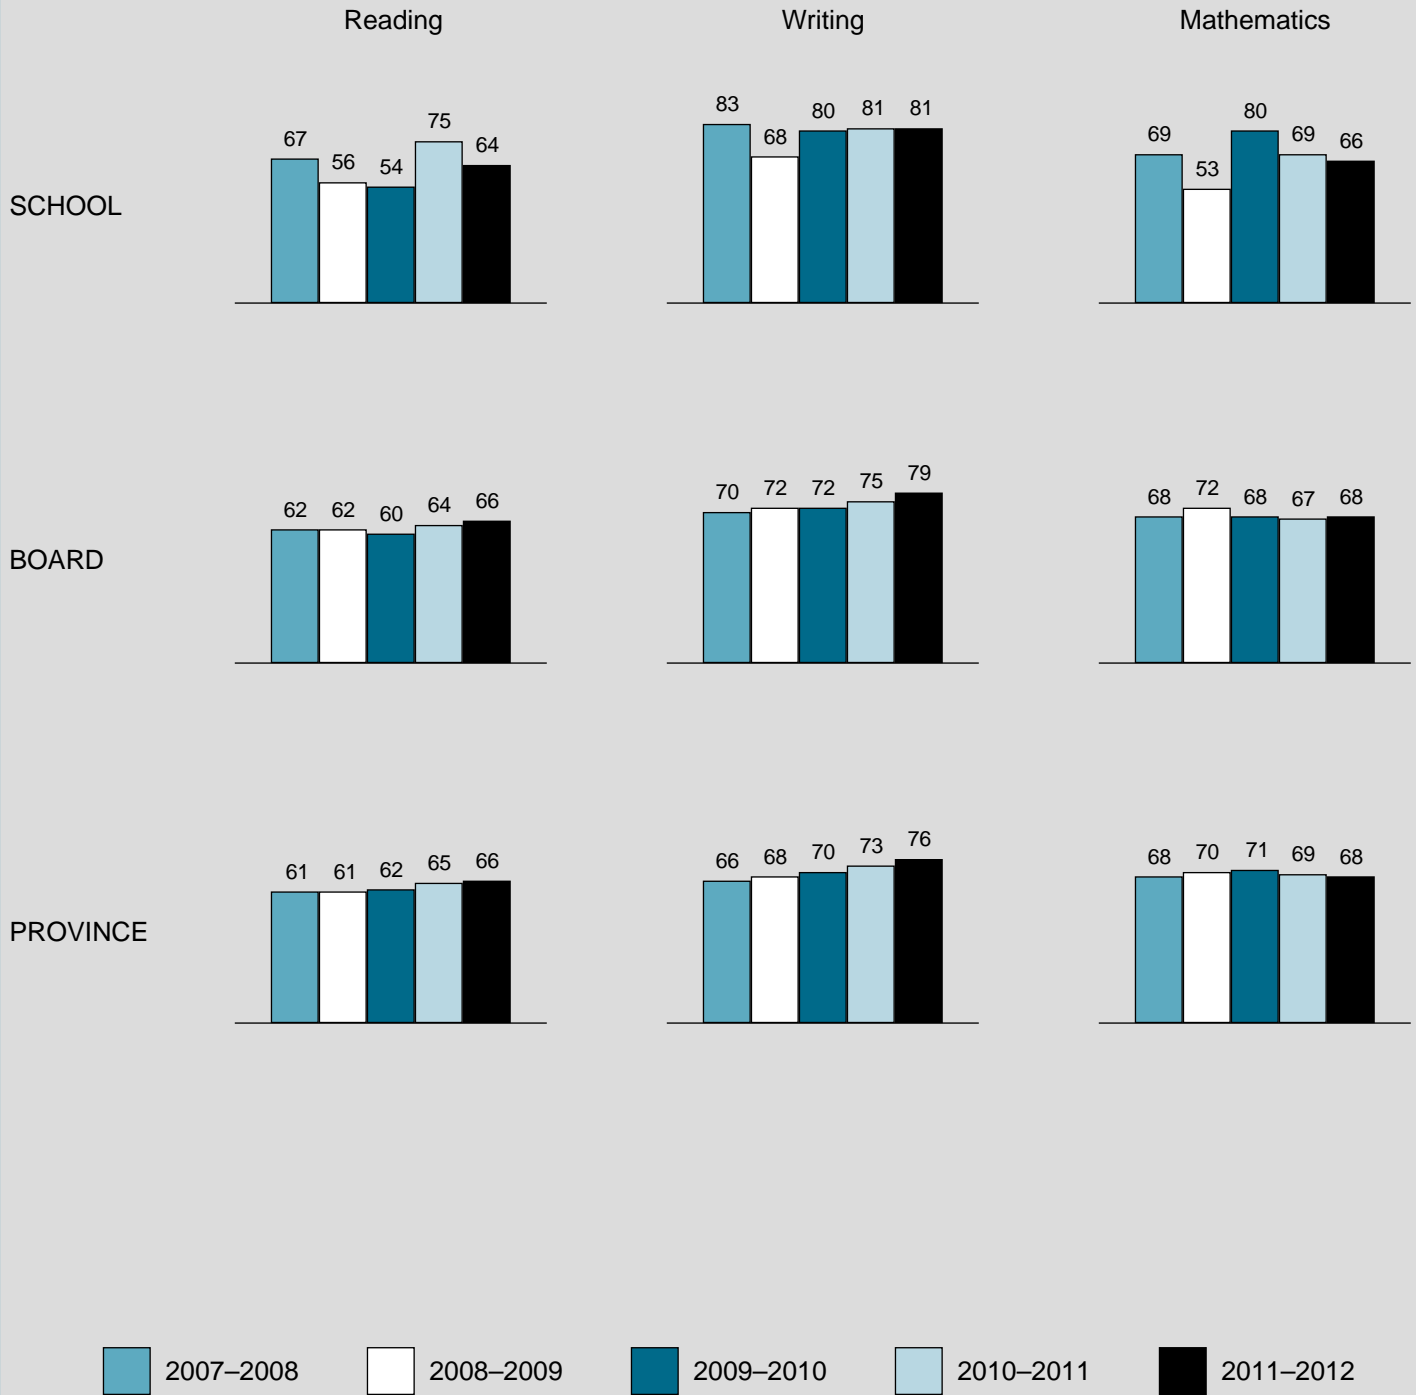 Reading Writing Mathematics
67 56 54 75 64
83 68 80 81 81
69 53 80 69 66
SCHOOL
62 62 60 64 66
70 72 72 75 79
68 72 68 67 68
BOARD
61 61 62 65 66
66 68 70 73 76
68 70 71 69 68
PROVINCE
2007–2008 2008–2009 2009–2010 2010–2011 2011–2012